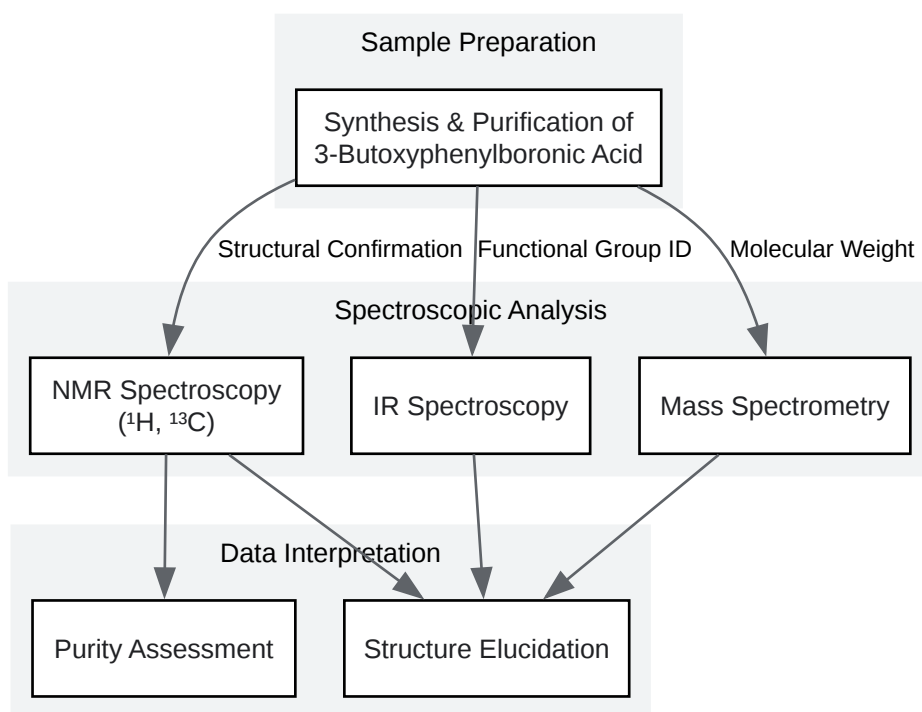 Sample Preparation
Synthesis & Purification of
3-Butoxyphenylboronic Acid
Structural Confirmation
Functional Group ID
Molecular Weight
Spectroscopic Analysis
NMR Spectroscopy
(¹H, ¹³C)
IR Spectroscopy
Mass Spectrometry
Data Interpretation
Purity Assessment
Structure Elucidation